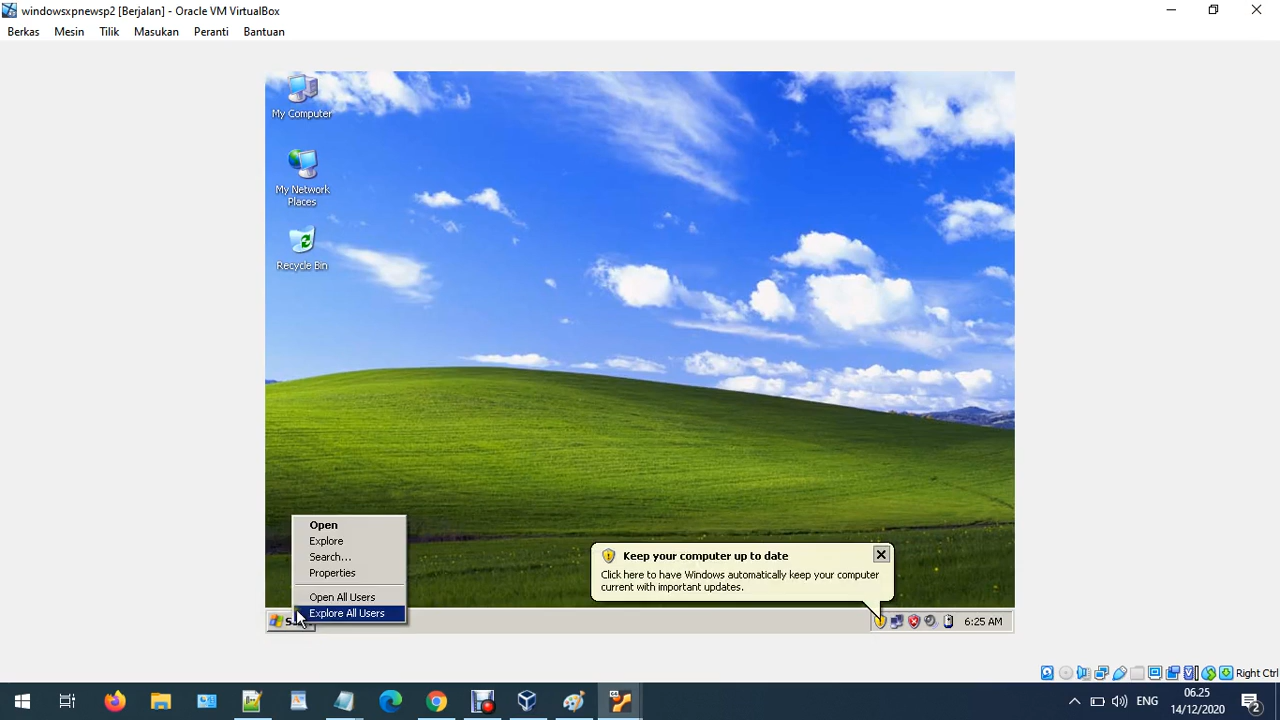 windowsxpnewsp2 [Berjalan] - Oracle VM VirtualBox
Berkas Mesin Tilik Masukan Peranti Bantuan
My Computer
My Network
Places
Recycle Bin
Open
Explore
Search...
Properties
Open All Users
Explore All Users
Keep your computer up to date
Click here to have Windows automatically keep your computer
current with important updates.
6:25 AM
Right Ctrl
ENG
06.25
14/12/2020
2